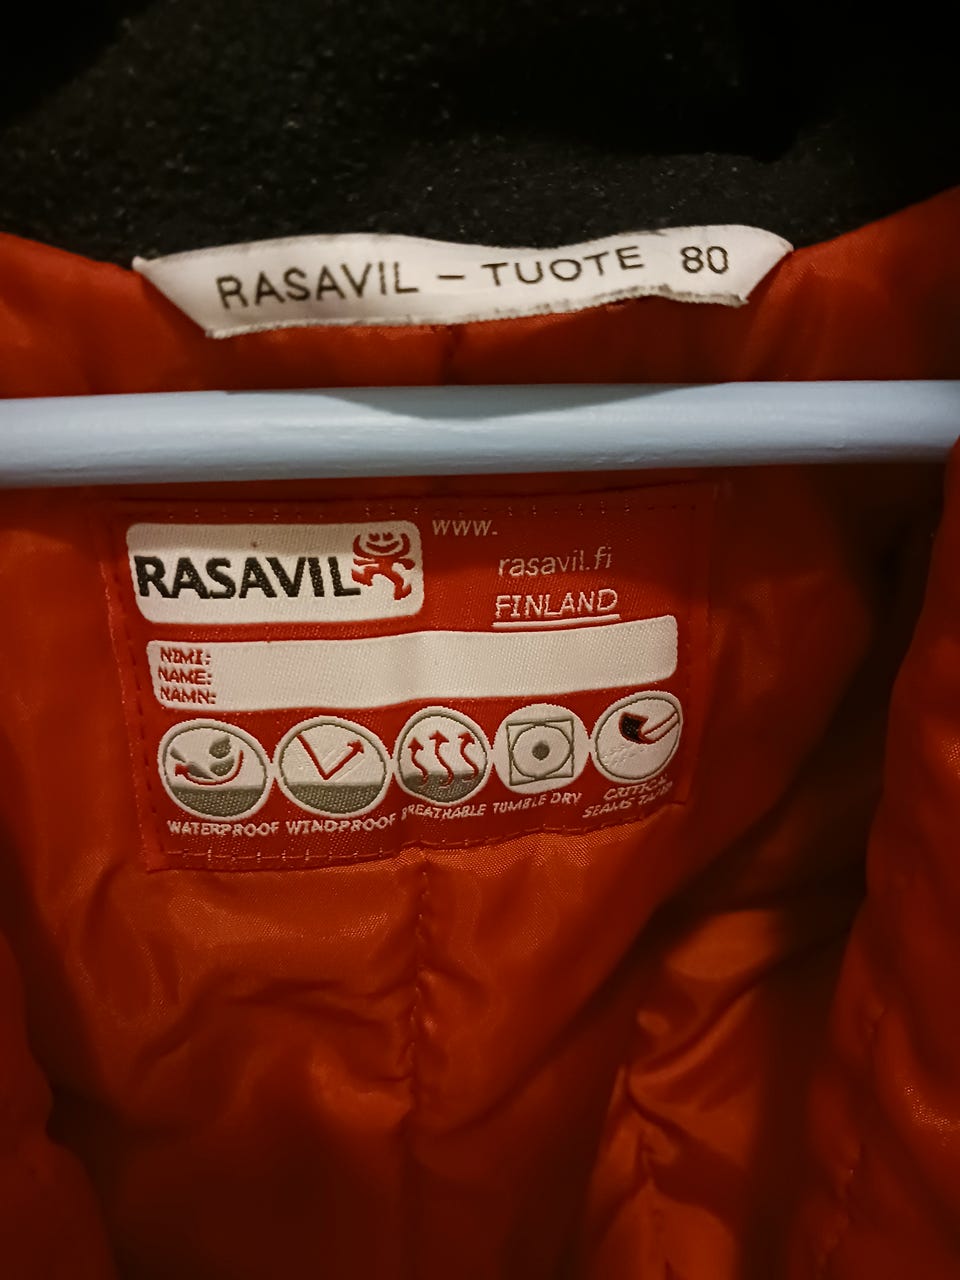 RASAVIL - TUOTE 80
RASAVIL
www.
rasavil.fi
FINLAND
NIMI:
NAME:
NAMN:
WATERPROOF WINDPROOF BREATHABLE TUMBLE DRY
CRITICAL
SEAMS TAPED